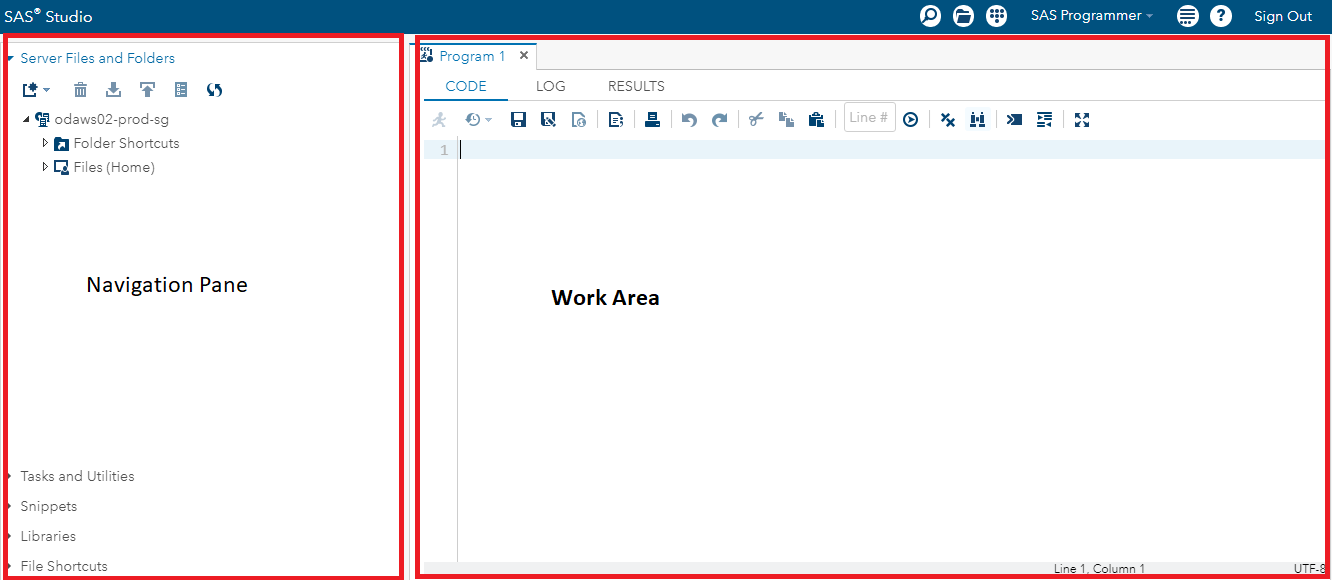 SAS® Studio
SAS Programmer
Sign Out
Server Files and Folders
odaws02-prod-sg
Folder Shortcuts
Files (Home)
Navigation Pane
Tasks and Utilities
Snippets
Libraries
File Shortcuts
Program 1
CODE LOG RESULTS
Line #
1
Work Area
Line 1, Column 1
UTF-8